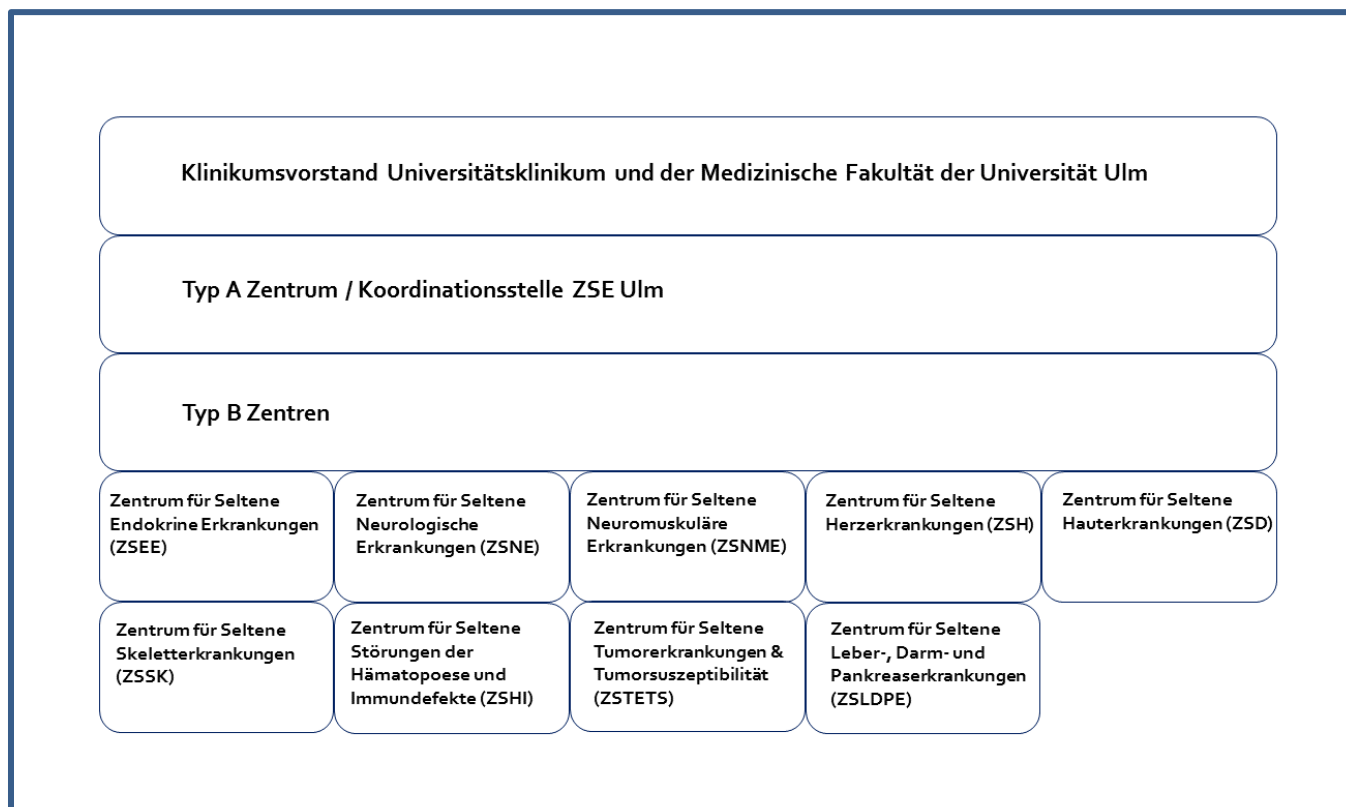 Klinikumsvorstand Universitätsklinikum und der Medizinische Fakultät der Universität Ulm
Typ A Zentrum / Koordinationsstelle ZSE Ulm
Typ B Zentren
Zentrum für Seltene
Endokrine Erkrankungen
(ZSEE)
Zentrum für Seltene
Neurologische
Erkrankungen (ZSNE)
Zentrum für Seltene
Neuromuskuläre
Erkrankungen (ZSNME)
Zentrum für Seltene
Herzerkrankungen (ZSH)
Zentrum für Seltene
Hauterkrankungen (ZSD)
Zentrum für Seltene
Skeletterkrankungen
(ZSSK)
Zentrum für Seltene
Störungen der
Hämatopoese und
Immundefekte (ZSHI)
Zentrum für Seltene
Tumorerkrankungen &
Tumorsuszeptibilität
(ZSTETS)
Zentrum für Seltene
Leber-, Darm- und
Pankreaserkrankungen
(ZSLDPE)